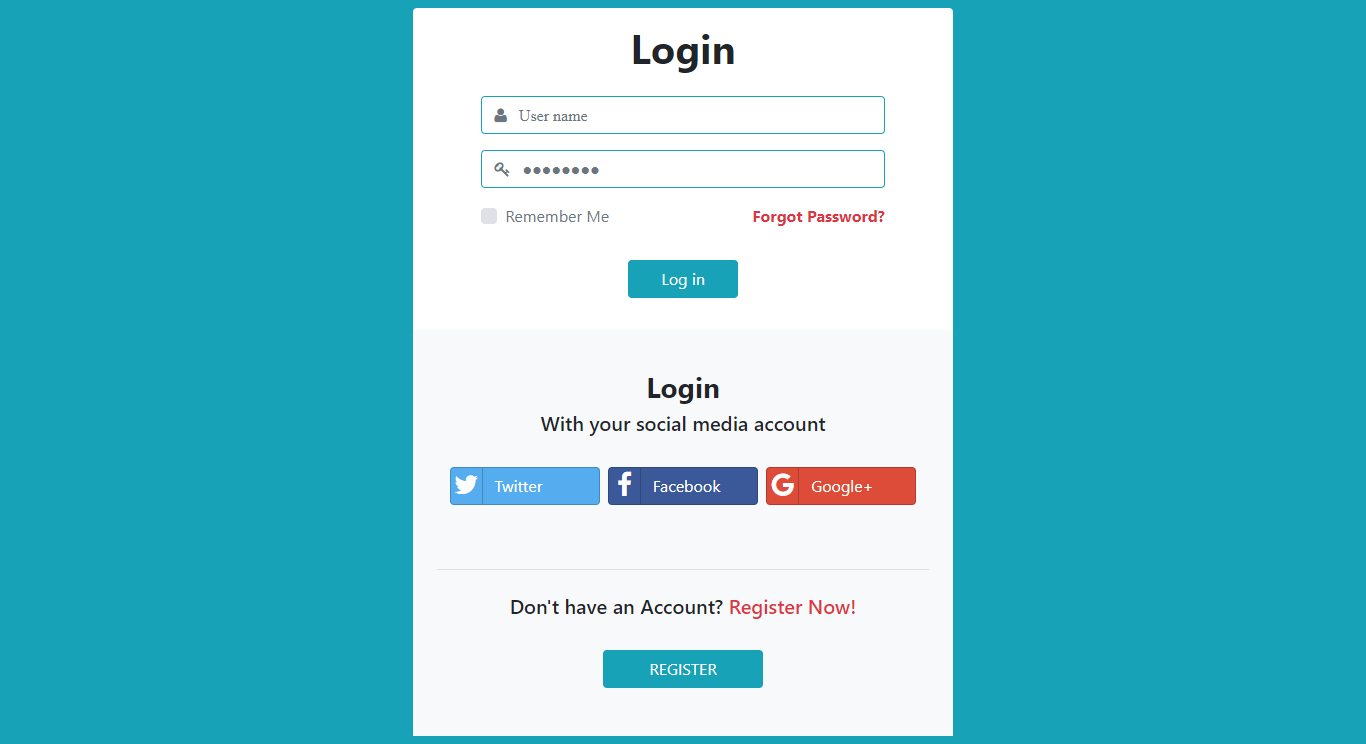 Login
User name
●●●●●●●●
Remember Me Forgot Password?
Log in
Login
With your social media account
Twitter Facebook Google+
Don't have an Account? Register Now!
REGISTER